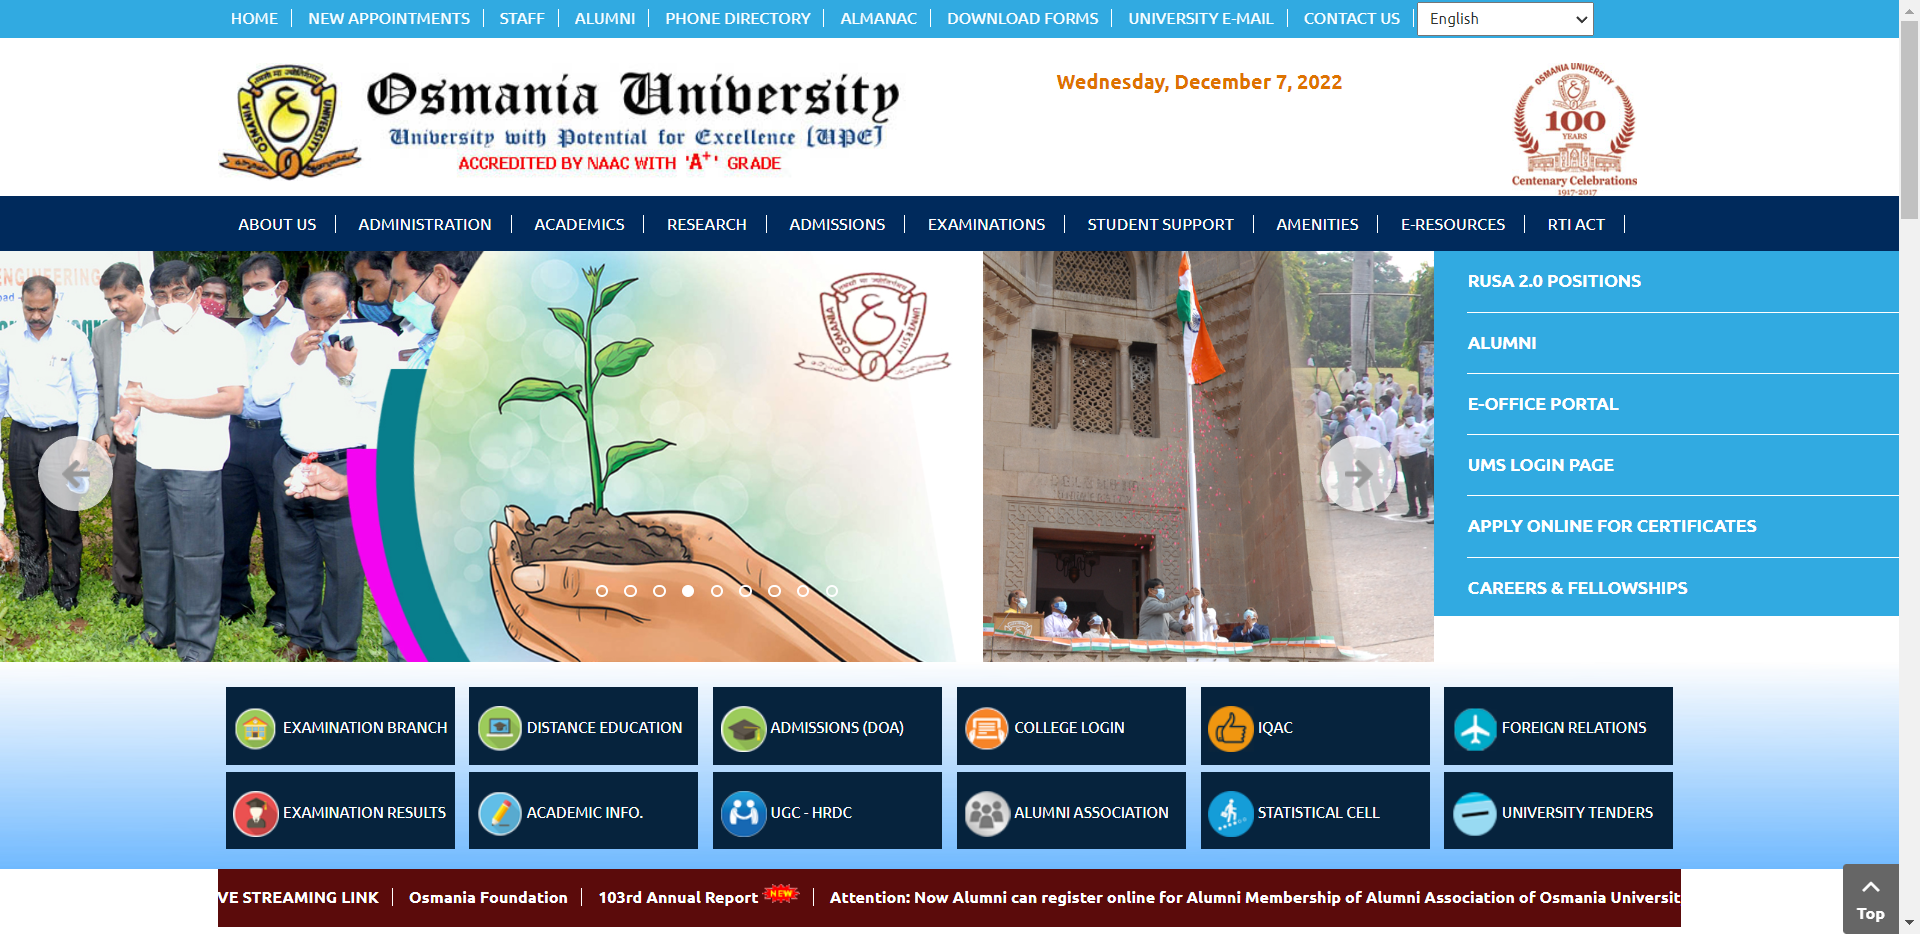 HOME NEW APPOINTMENTS STAFF ALUMNI PHONE DIRECTORY ALMANAC DOWNLOAD FORMS UNIVERSITY E-MAIL CONTACT US English
Osmania University
University with Potential for Excellence [UPE]
ACCREDITED BY NAAC WITH 'A+' GRADE
OSMANIA UNIVERSITY
Wednesday, December 7, 2022
OSMANIA UNIVERSITY
100
YEARS
Centenary Celebrations
1917-2017
ABOUT US ADMINISTRATION ACADEMICS RESEARCH ADMISSIONS EXAMINATIONS STUDENT SUPPORT AMENITIES E-RESOURCES RTI ACT
OSMANIA UNIVERSITY
RUSA 2.0 POSITIONS
ALUMNI
E-OFFICE PORTAL
UMS LOGIN PAGE
APPLY ONLINE FOR CERTIFICATES
CAREERS & FELLOWSHIPS
EXAMINATION BRANCH DISTANCE EDUCATION ADMISSIONS (DOA) COLLEGE LOGIN IQAC FOREIGN RELATIONS
EXAMINATION RESULTS ACADEMIC INFO. UGC - HRDC ALUMNI ASSOCIATION STATISTICAL CELL UNIVERSITY TENDERS
VE STREAMING LINK Osmania Foundation 103rd Annual Report NEW Attention: Now Alumni can register online for Alumni Membership of Alumni Association of Osmania Universit
Top